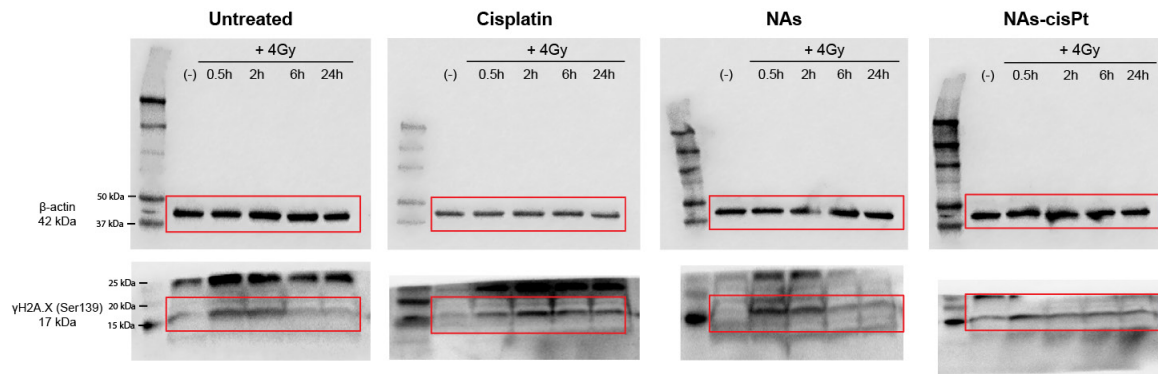 Untreated
Cisplatin
NAs
NAs-cisPt
+ 4Gy
+ 4Gy
+ 4Gy
+ 4Gy
(-) 0.5h 2h 6h 24h
(-) 0.5h 2h 6h 24h
(-) 0.5h 2h 6h 24h
(-) 0.5h 2h 6h 24h
β-actin
42 kDa
50 kDa
37 kDa
γH2A.X (Ser139)
17 kDa
25 kDa
20 kDa
15 kDa